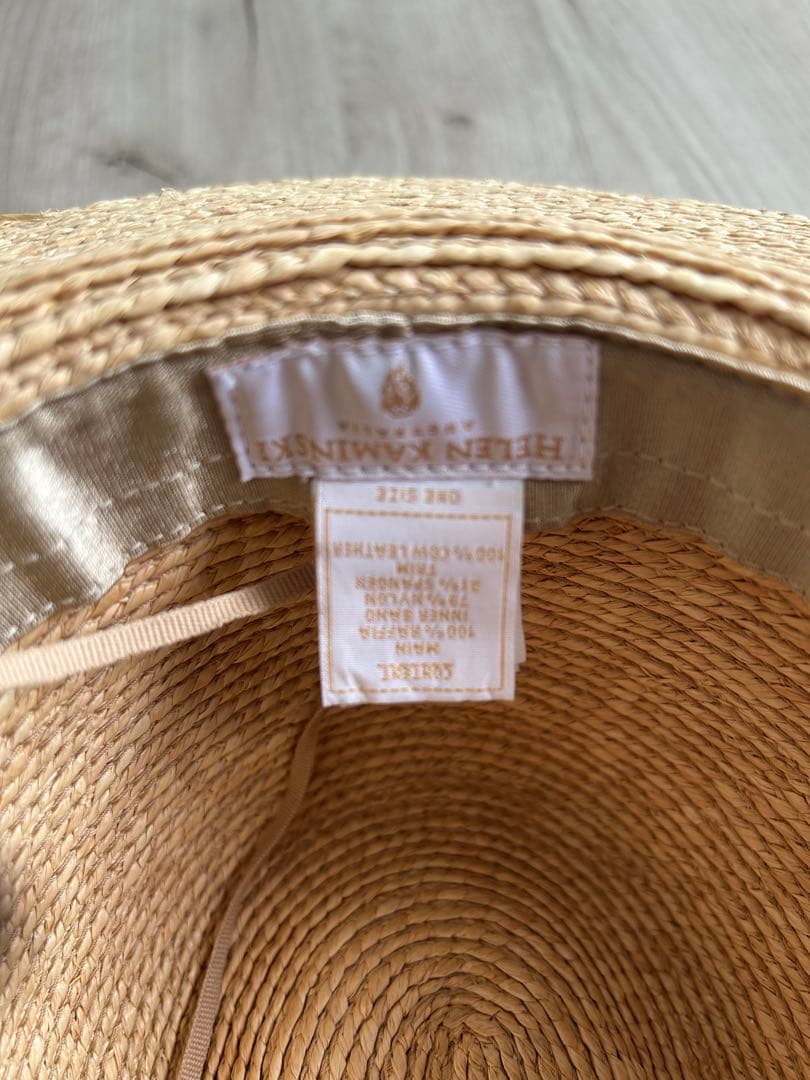 HELEN KAMINSKI
AUSTRALIA
CONTENT
MAIN
100% RAFFIA
INNER BAND
79% NYLON
21% SPANDEX
TRIM
100% COW LEATHER
ONE SIZE